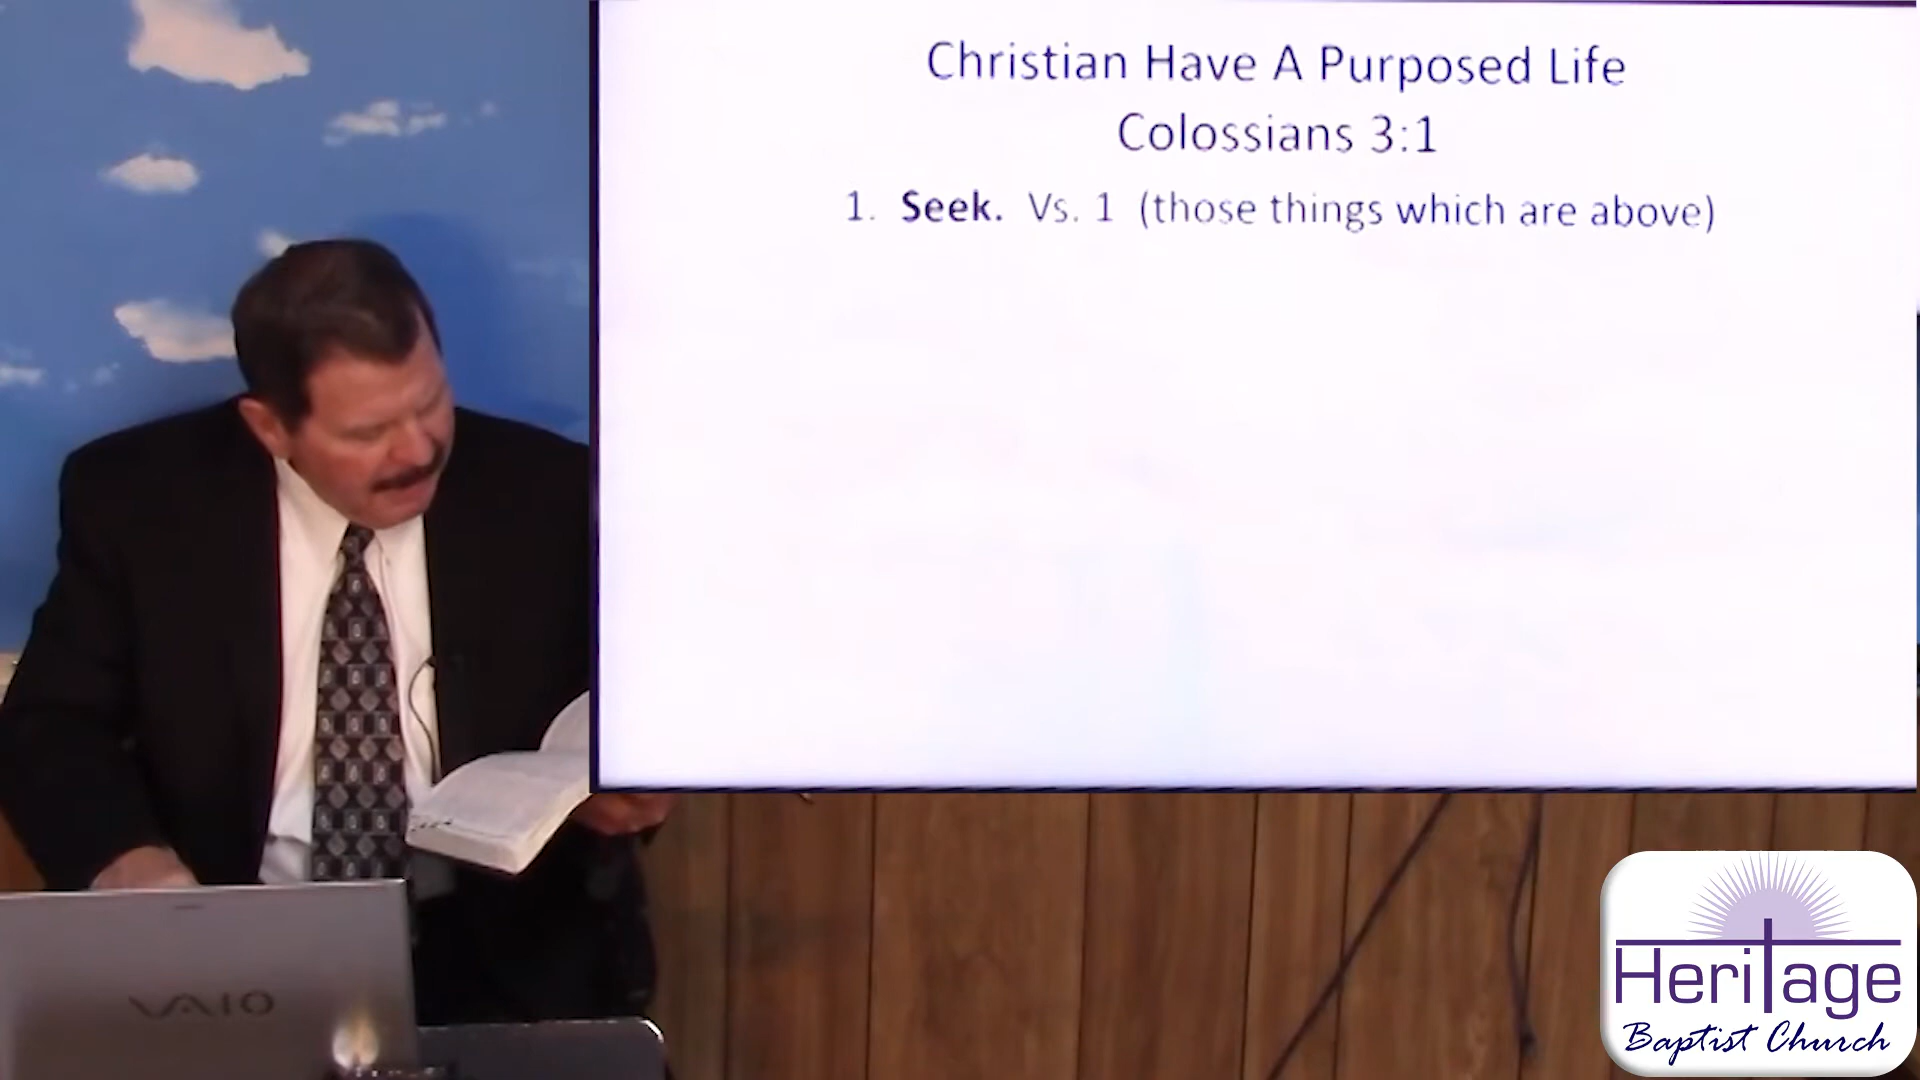 Christian Have A Purposed Life
Colossians 3:1
1. Seek. Vs. 1 (those things which are above)
VAIO
Heritage
Baptist Church